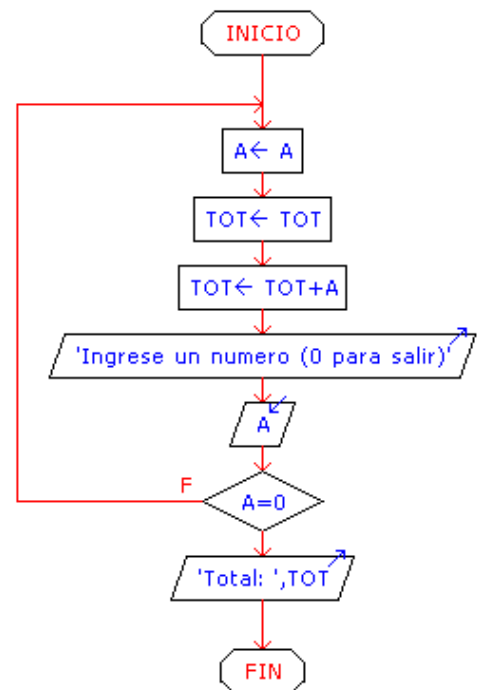 INICIO
A← A
TOT← TOT
TOT← TOT+A
'Ingrese un numero (0 para salir)'
A
F
A=0
'Total: ',TOT
FIN